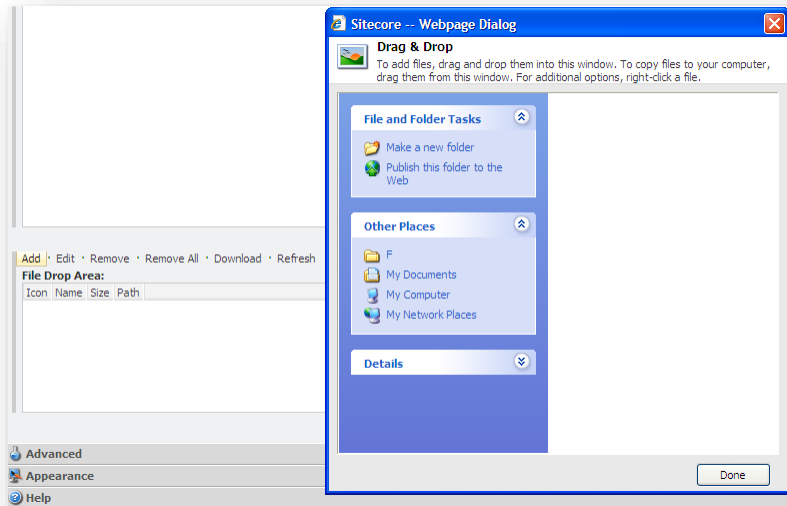 Sitecore -- Webpage Dialog
Drag & Drop
To add files, drag and drop them into this window. To copy files to your computer,
drag them from this window. For additional options, right-click a file.
File and Folder Tasks
Make a new folder
Publish this folder to the
Web
Other Places
F
My Documents
My Computer
My Network Places
Details
Done
Add · Edit · Remove · Remove All · Download · Refresh
File Drop Area:
Icon Name Size Path
Advanced
Appearance
Help